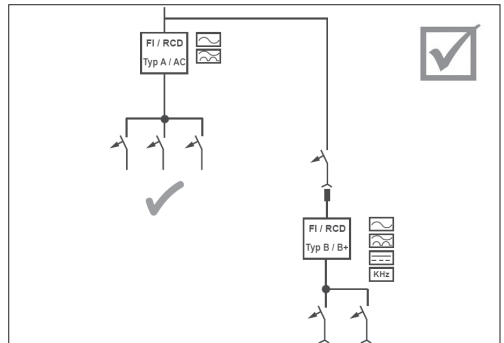 FI / RCD
Typ A / AC
FI / RCD
Typ B / B+
KHz